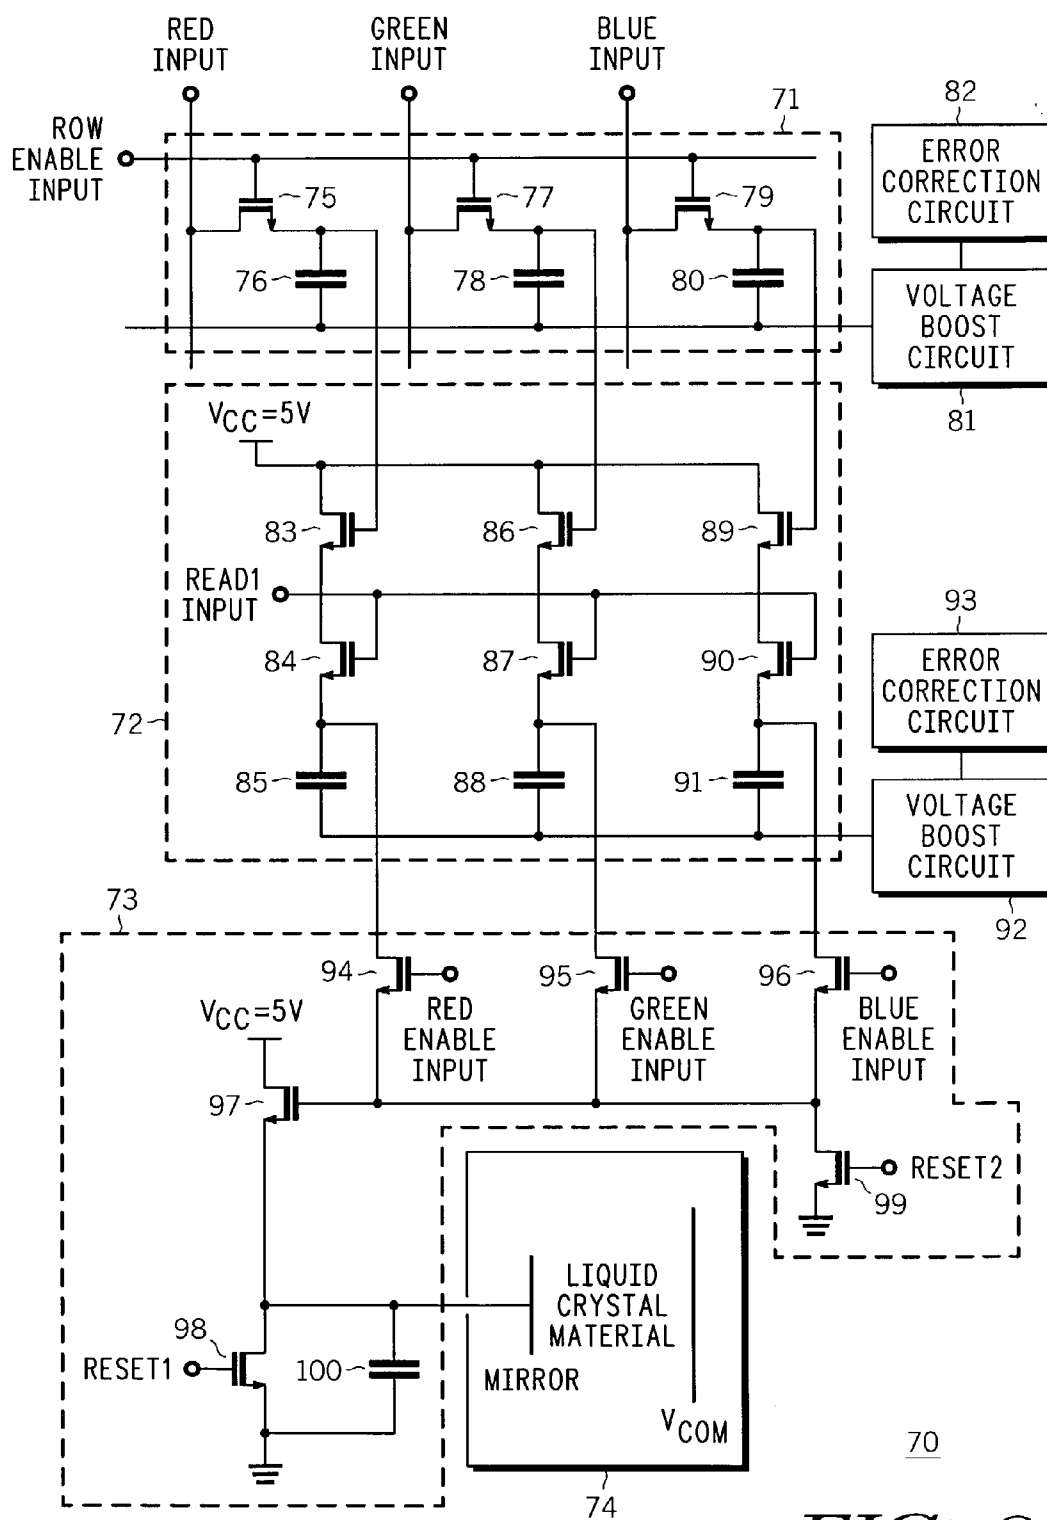 RED
INPUT
GREEN
INPUT
BLUE
INPUT
ROW
ENABLE
INPUT
71
82
ERROR
CORRECTION
CIRCUIT
75
77
79
76
78
80
VOLTAGE
BOOST
CIRCUIT
81
VCC=5V
83
86
89
READ1
INPUT
84
87
90
93
ERROR
CORRECTION
CIRCUIT
72
85
88
91
VOLTAGE
BOOST
CIRCUIT
92
73
94
95
96
RED
ENABLE
INPUT
GREEN
ENABLE
INPUT
BLUE
ENABLE
INPUT
VCC=5V
97
RESET2
99
LIQUID
CRYSTAL
MATERIAL
MIRROR
VCOM
98
RESET1
100
74
70